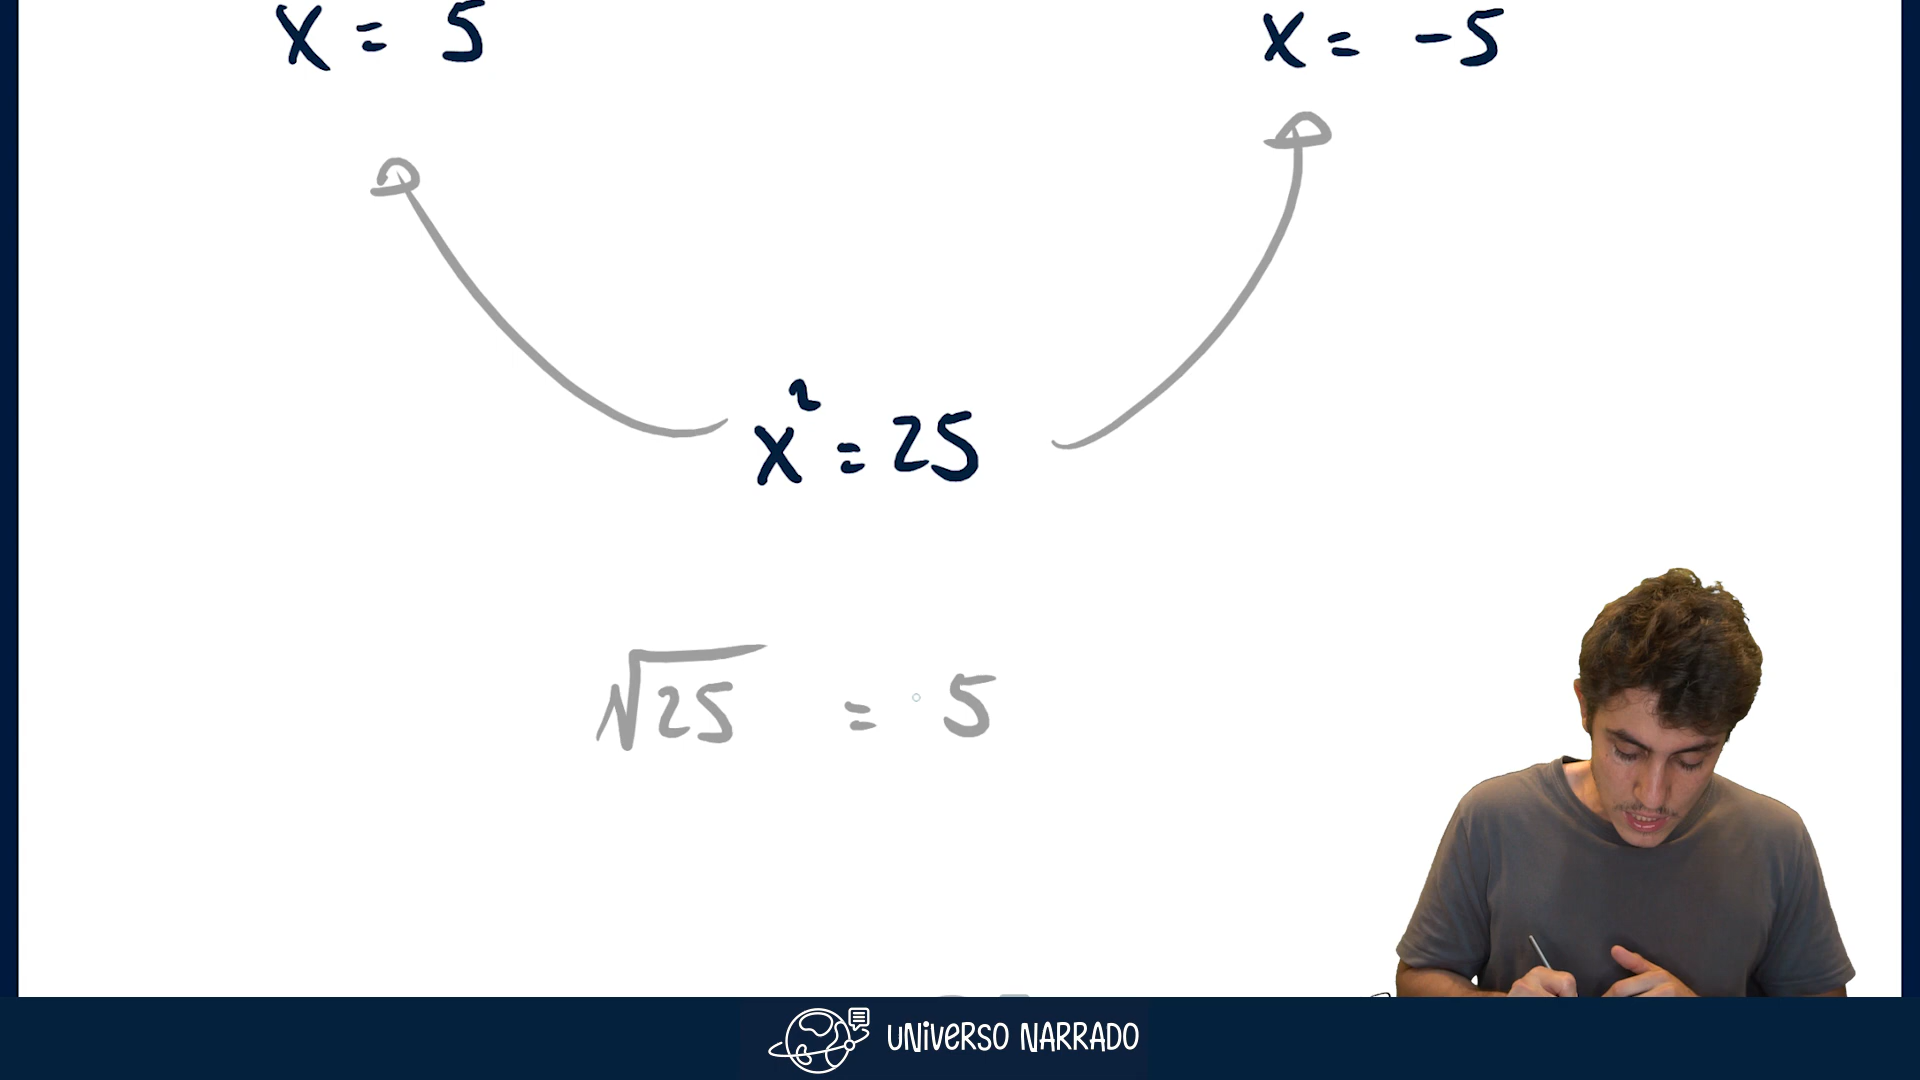 x = 5
x = -5
x² = 25
√25 = 5
UNIVERSO NARRADO